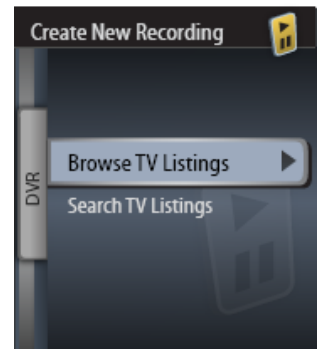 Create New Recording
DVR
Browse TV Listings
Search TV Listings